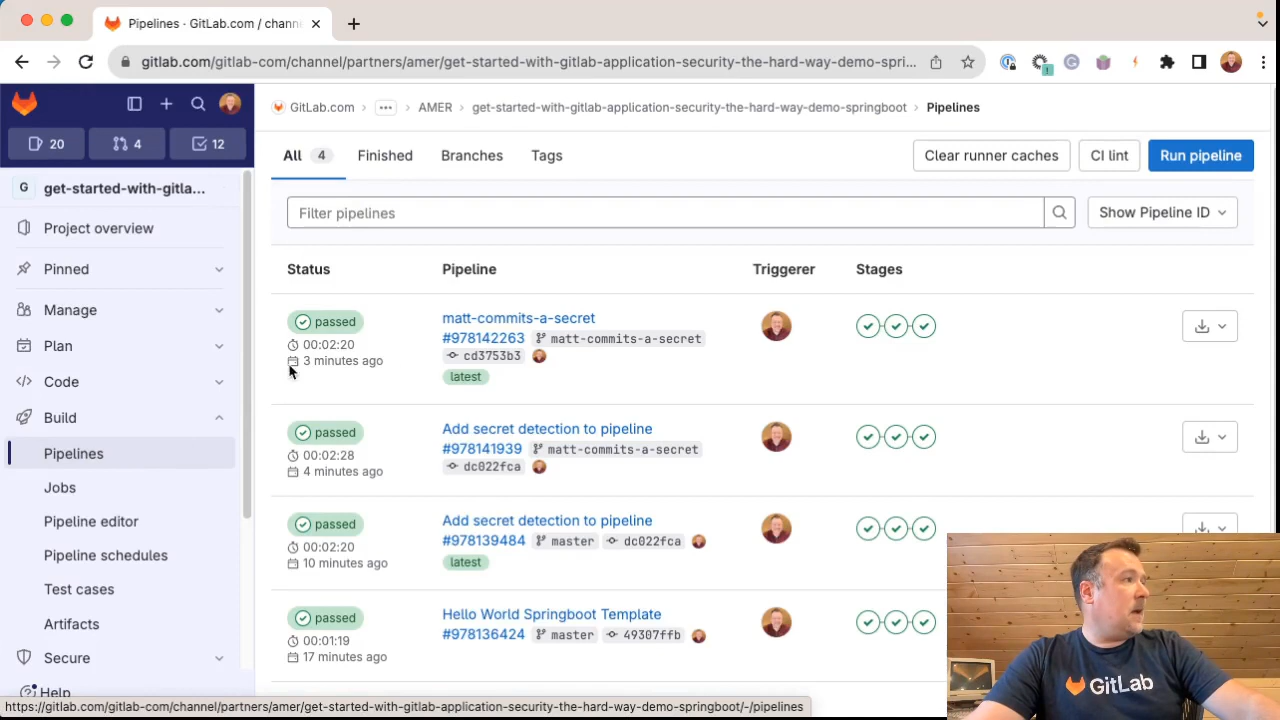 Pipelines · GitLab.com / chann
gitlab.com/gitlab-com/channel/partners/amer/get-started-with-gitlab-application-security-the-hard-way-demo-spri...
GitLab.com
AMER
get-started-with-gitlab-application-security-the-hard-way-demo-springboot
Pipelines
20
4
12
All 4
Finished
Branches
Tags
Clear runner caches
CI lint
Run pipeline
G get-started-with-gitla...
Project overview
Pinned
Manage
Plan
Code
Build
Pipelines
Jobs
Pipeline editor
Pipeline schedules
Test cases
Artifacts
Secure
Help
Filter pipelines
Show Pipeline ID
Status
Pipeline
Triggerer
Stages
passed
00:02:20
3 minutes ago
matt-commits-a-secret
#978142263 matt-commits-a-secret
cd3753b3
latest
passed
00:02:28
4 minutes ago
Add secret detection to pipeline
#978141939 matt-commits-a-secret
dc022fca
passed
00:02:20
10 minutes ago
Add secret detection to pipeline
#978139484 master dc022fca
latest
passed
00:01:19
17 minutes ago
Hello World Springboot Template
#978136424 master 49307ffb
https://gitlab.com/gitlab-com/channel/partners/amer/get-started-with-gitlab-application-security-the-hard-way-demo-springboot/-/pipelines
GitLab